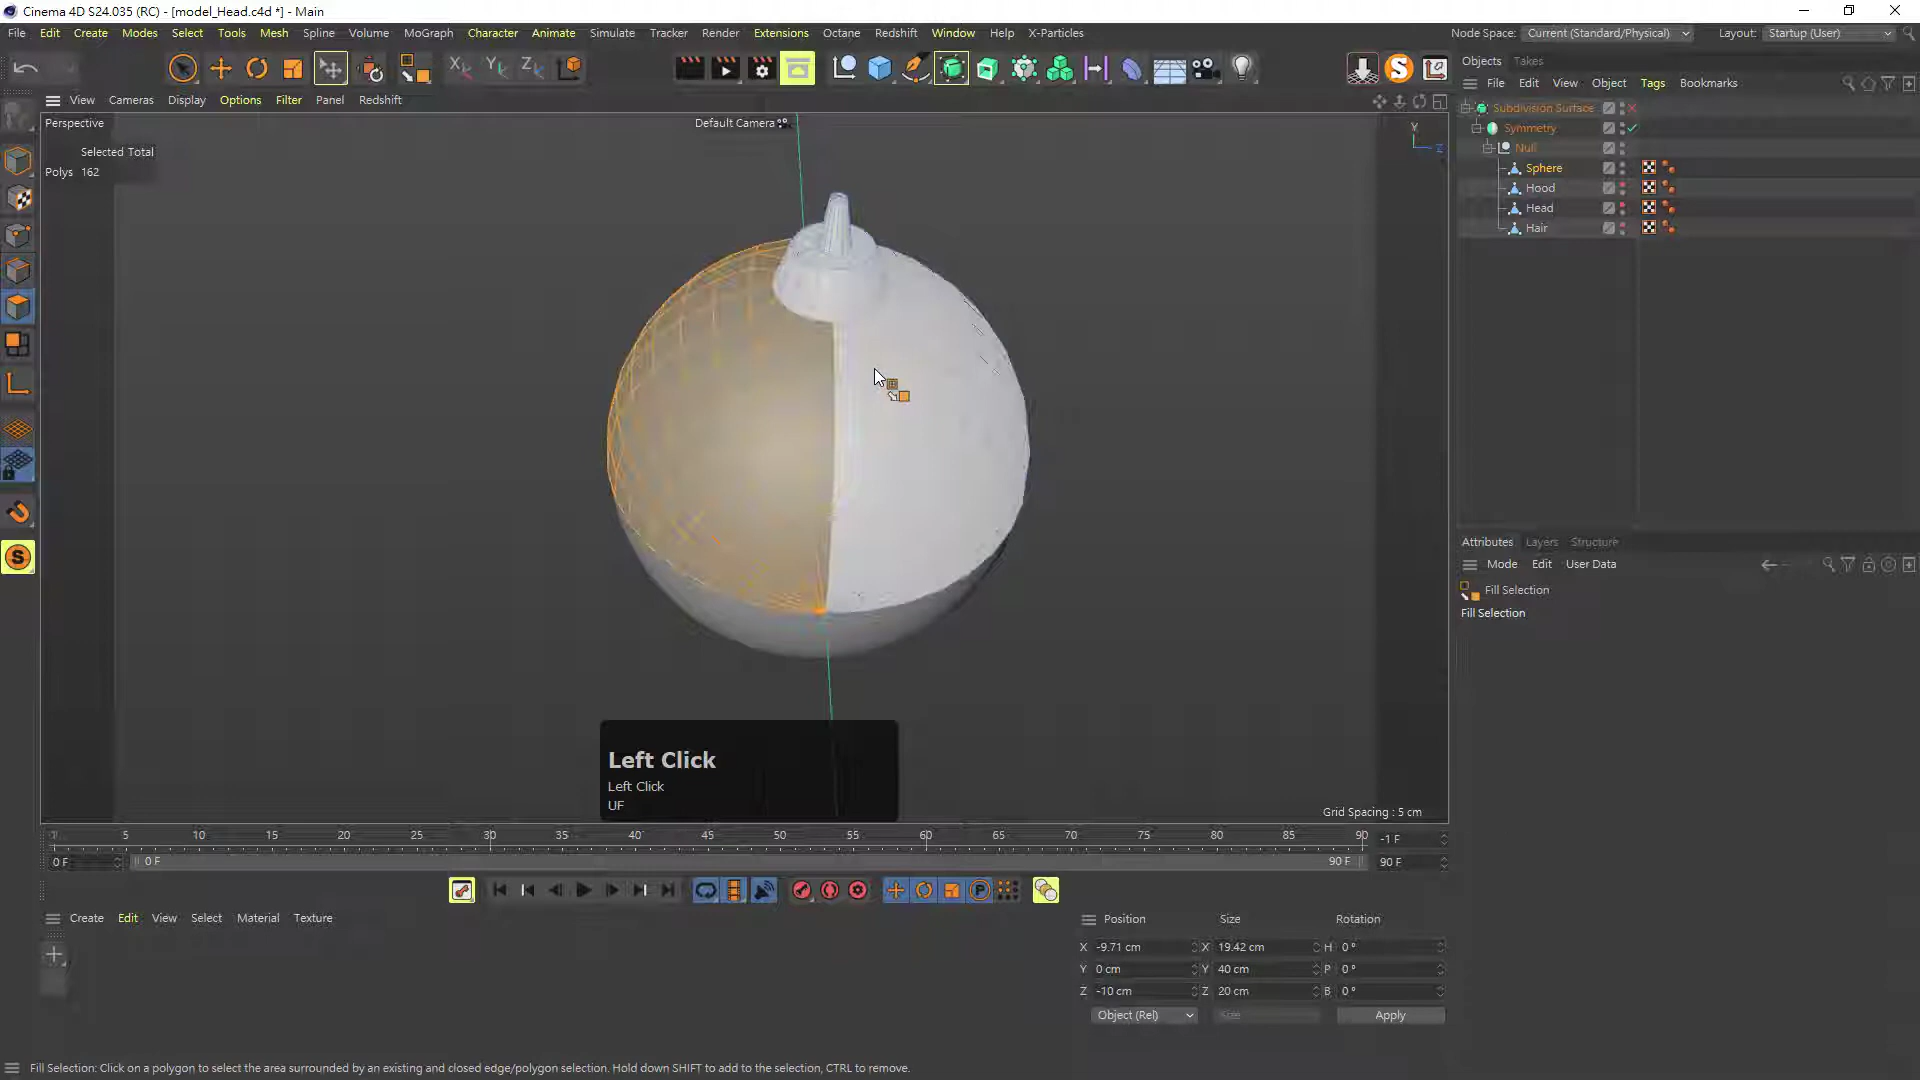 Cinema 4D S24.035 (RC) - [model_Head.c4d *] - Main
File Edit Create Modes Select Tools Mesh Spline Volume MoGraph Character Animate Simulate Tracker Render Extensions Octane Redshift Window Help X-Particles Node Space: Current (Standard/Physical) Layout: Startup (User)
Objects Takes
File Edit View Object Tags Bookmarks
View Cameras Display Options Filter Panel Redshift
Perspective
Default Camera
Selected Total
Polys 162
Y
Z
Subdivision Surface
Symmetry
Null
Sphere
Hood
Head
Hair
Attributes Layers Structure
Mode Edit User Data
Fill Selection
Fill Selection
Left Click
Left Click
UF
Grid Spacing : 5 cm
5 10 15 20 25 30 35 40 45 50 55 60 65 70 75 80 85 90 -1 F
0 F 0 F 90 F 90 F
Create Edit View Select Material Texture
Position Size Rotation
X -9.71 cm X 19.42 cm H 0 °
Y 0 cm Y 40 cm P 0 °
Z -10 cm Z 20 cm B 0 °
Object (Rel) Size Apply
Fill Selection: Click on a polygon to select the area surrounded by an existing and closed edge/polygon selection. Hold down SHIFT to add to the selection, CTRL to remove.